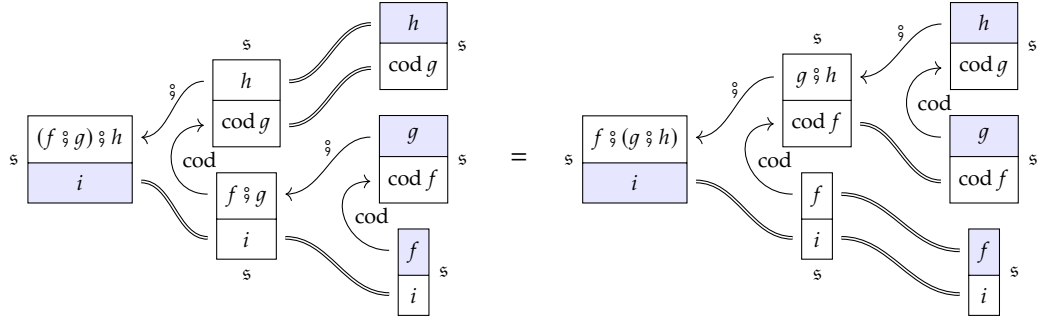 h
cod g
𝔰
𝔰
h
cod g
⨟
cod
(f ⨟ g) ⨟ h
i
𝔰
f ⨟ g
i
𝔰
⨟
g
cod f
𝔰
cod
f
i
𝔰
=
h
cod g
𝔰
⨟
cod
𝔰
g ⨟ h
cod f
⨟
cod
𝔰
f ⨟ (g ⨟ h)
i
g
cod f
𝔰
f
i
𝔰
f
i
𝔰